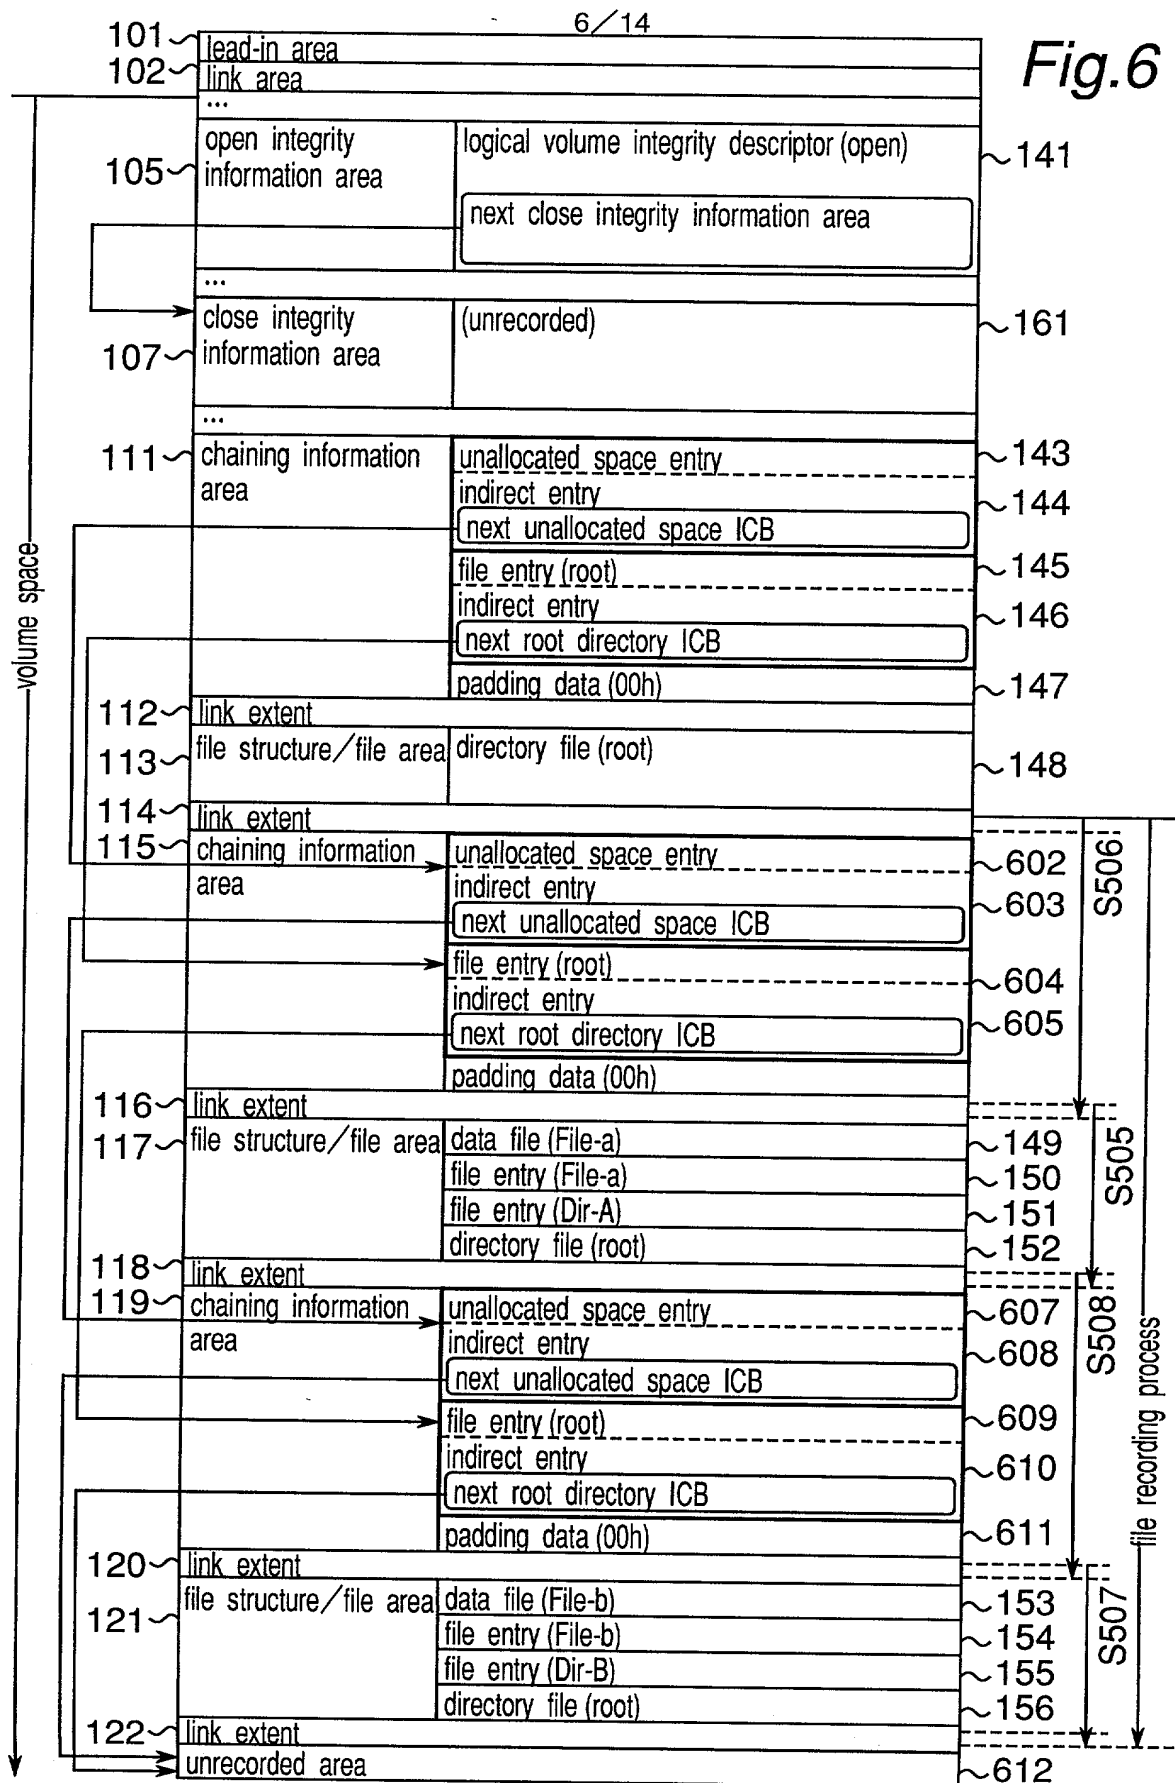 6/14
Fig.6
101 lead-in area
102 link area
...
105 open integrity information area
logical volume integrity descriptor (open) 141
next close integrity information area
...
107 close integrity information area
(unrecorded) 161
...
111 chaining information area
unallocated space entry 143
indirect entry 144
next unallocated space ICB
file entry (root) 145
indirect entry 146
next root directory ICB
padding data (00h) 147
112 link extent
113 file structure/file area
directory file (root) 148
114 link extent
115 chaining information area
unallocated space entry 602
indirect entry 603
next unallocated space ICB
file entry (root) 604
indirect entry 605
next root directory ICB
padding data (00h)
116 link extent
117 file structure/file area
data file (File-a) 149
file entry (File-a) 150
file entry (Dir-A) 151
directory file (root) 152
118 link extent
119 chaining information area
unallocated space entry 607
indirect entry 608
next unallocated space ICB
file entry (root) 609
indirect entry 610
next root directory ICB
padding data (00h) 611
120 link extent
121 file structure/file area
data file (File-b) 153
file entry (File-b) 154
file entry (Dir-B) 155
directory file (root) 156
122 link extent
unrecorded area 612
volume space
S506
S505
S508
S507
file recording process